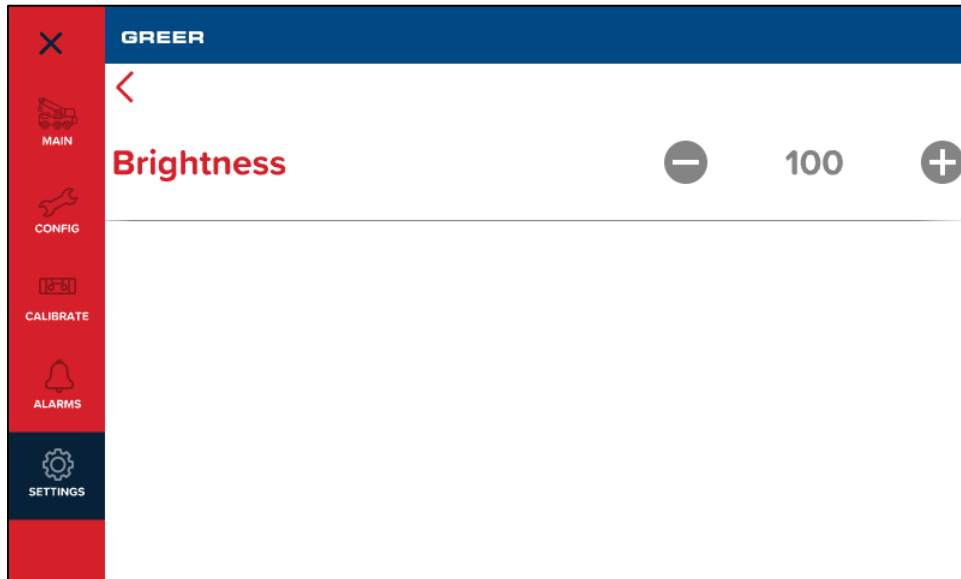 GREER
MAIN
CONFIG
CALIBRATE
ALARMS
SETTINGS
Brightness
100